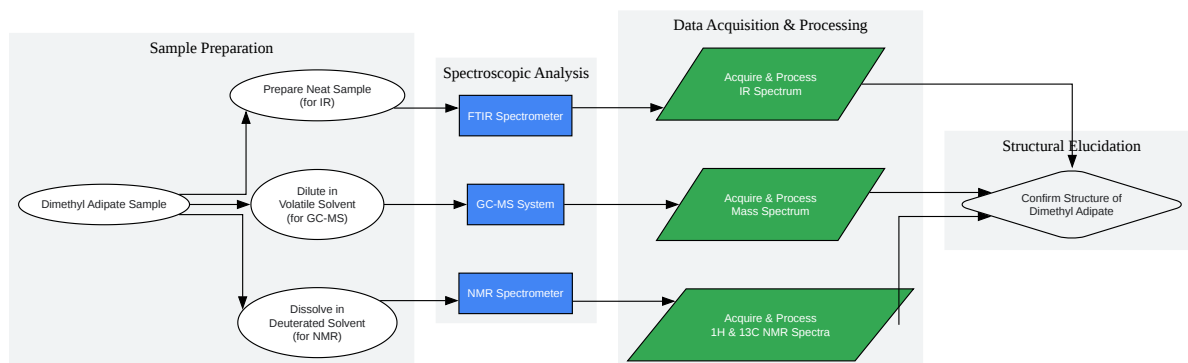 Data Acquisition & Processing
Sample Preparation
Spectroscopic Analysis
Structural Elucidation
Dimethyl Adipate Sample
Prepare Neat Sample
(for IR)
FTIR Spectrometer
Acquire & Process
IR Spectrum
Dilute in
Volatile Solvent
(for GC-MS)
GC-MS System
Acquire & Process
Mass Spectrum
Dissolve in
Deuterated Solvent
(for NMR)
NMR Spectrometer
Acquire & Process
1H & 13C NMR Spectra
Confirm Structure of
Dimethyl Adipate